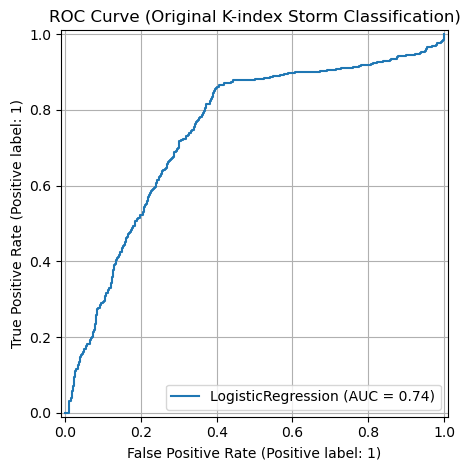 ROC Curve (Original K-index Storm Classification)
True Positive Rate (Positive label: 1)
1.0
0.8
0.6
0.4
0.2
0.0
LogisticRegression (AUC = 0.74)
0.0 0.2 0.4 0.6 0.8 1.0
False Positive Rate (Positive label: 1)